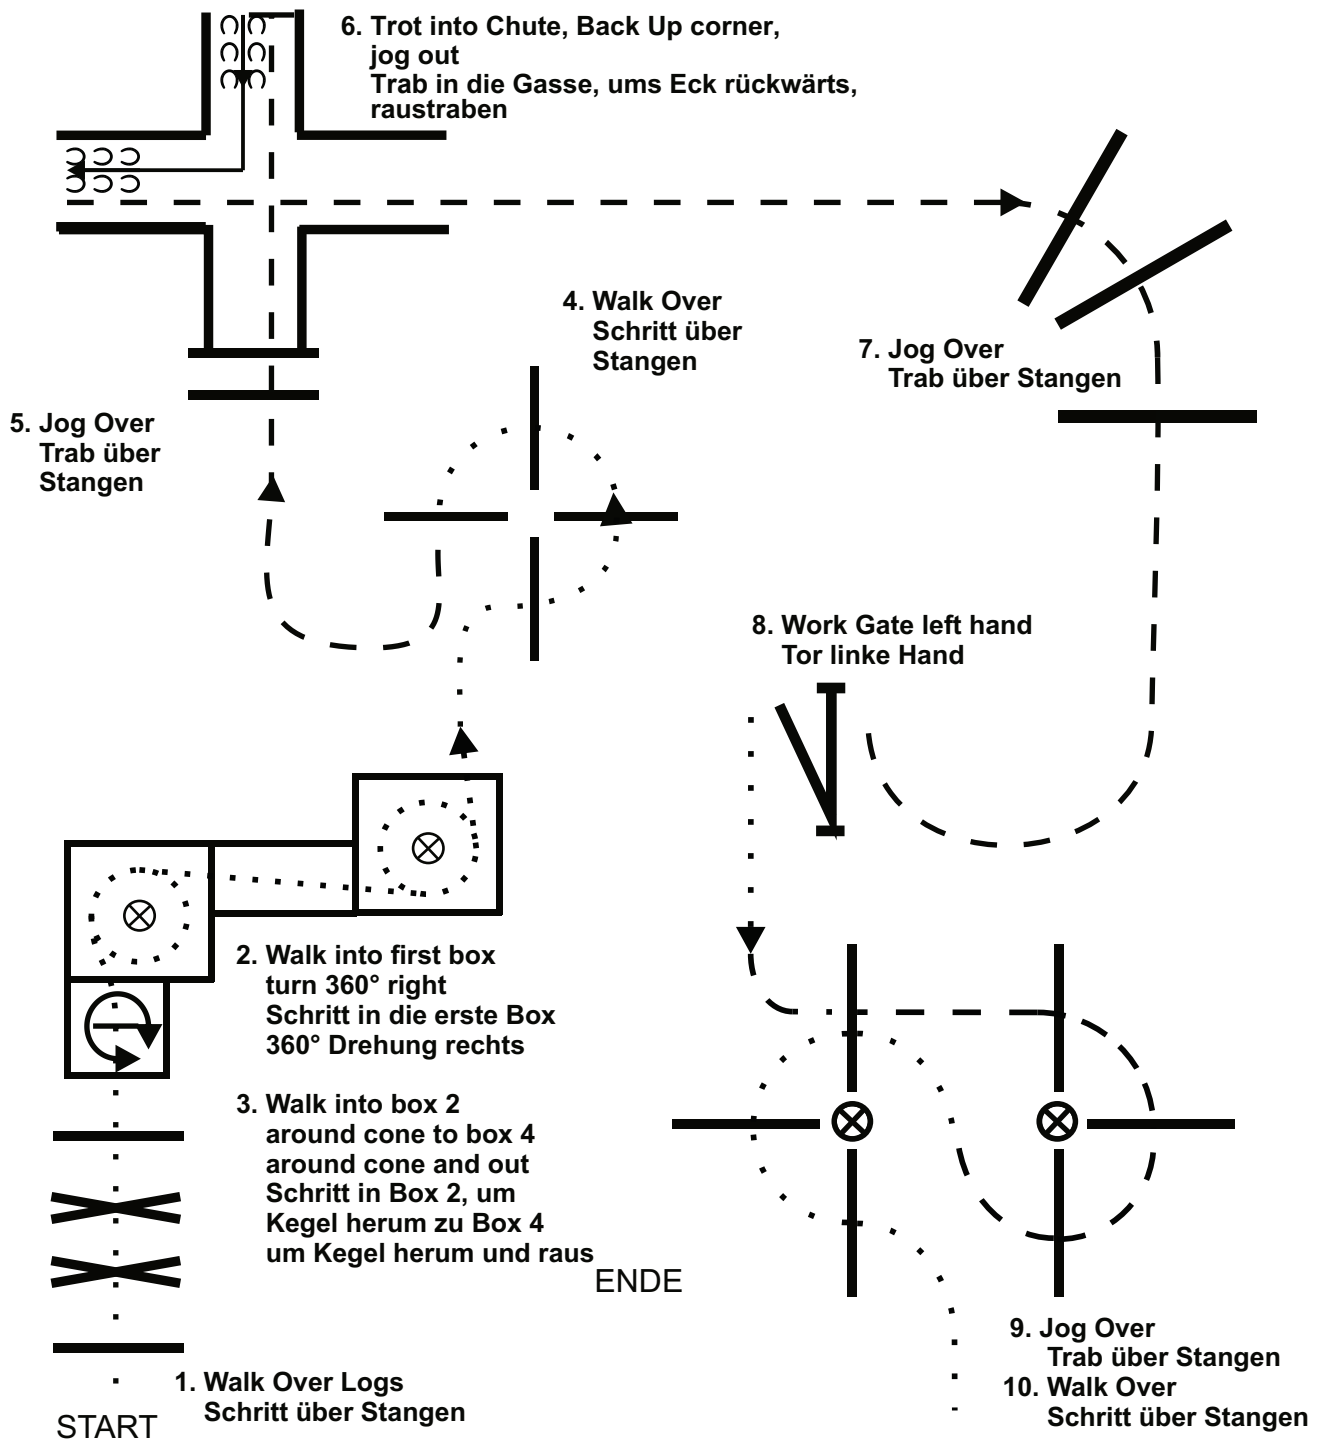 6. Trot into Chute, Back Up corner,
jog out
Trab in die Gasse, ums Eck rückwärts,
raustraben
4. Walk Over
Schritt über
Stangen
7. Jog Over
Trab über Stangen
5. Jog Over
Trab über
Stangen
8. Work Gate left hand
Tor linke Hand
2. Walk into first box
turn 360° right
Schritt in die erste Box
360° Drehung rechts
3. Walk into box 2
around cone to box 4
around cone and out
Schritt in Box 2, um
Kegel herum zu Box 4
um Kegel herum und raus
ENDE
9. Jog Over
Trab über Stangen
10. Walk Over
Schritt über Stangen
1. Walk Over Logs
Schritt über Stangen
START